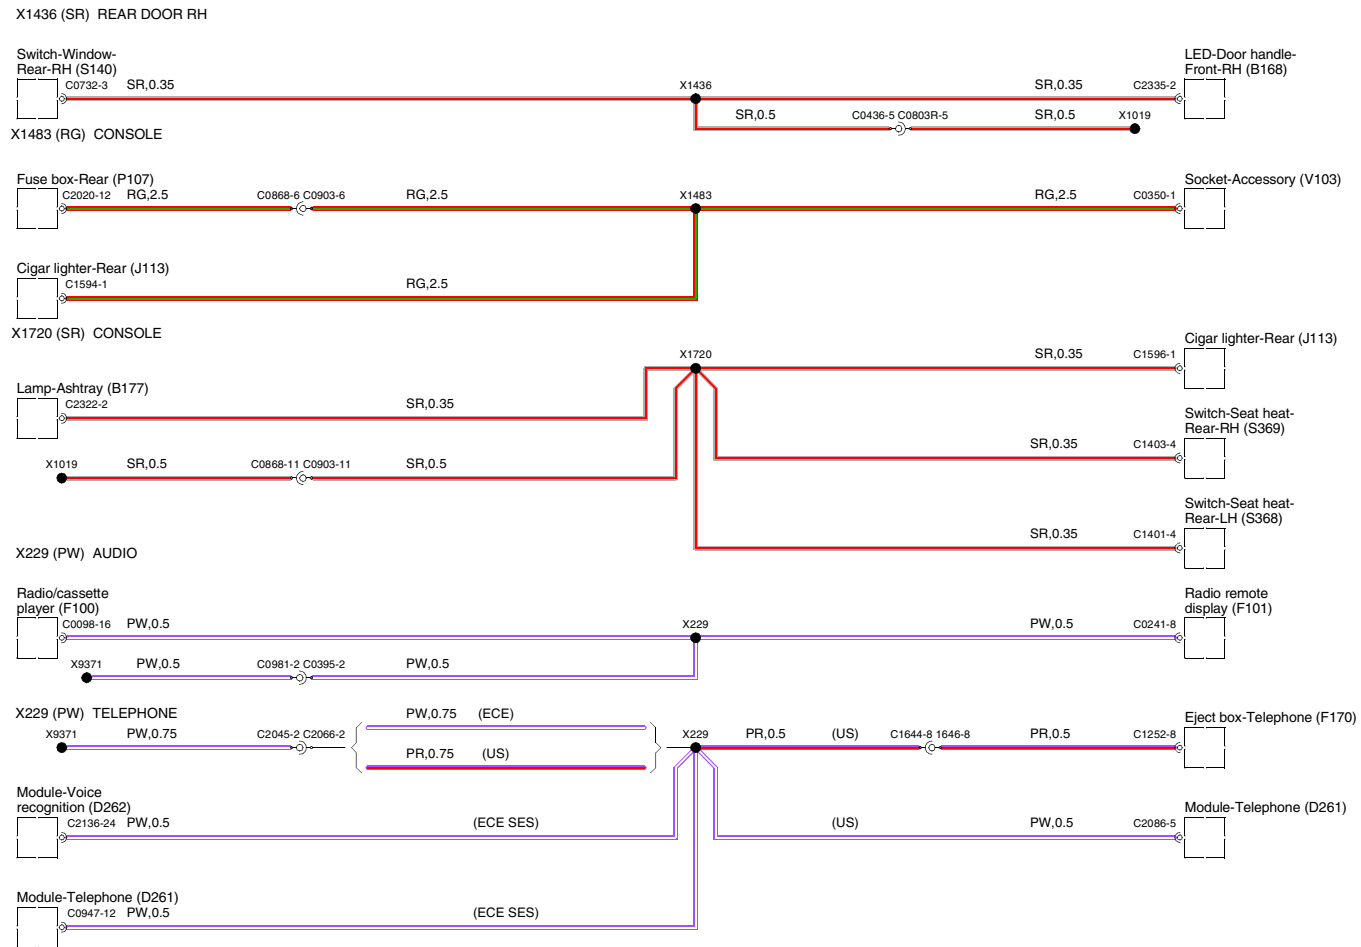 X1436 (SR)  REAR DOOR RH
Switch-Window-
Rear-RH (S140)
C0732-3  SR,0.35  X1436  SR,0.35  C2335-2
LED-Door handle-
Front-RH (B168)
SR,0.5  C0436-5 C0803R-5  SR,0.5  X1019
X1483 (RG)  CONSOLE
Fuse box-Rear (P107)
C2020-12  RG,2.5  C0868-6 C0903-6  RG,2.5  X1483  RG,2.5  C0350-1
Socket-Accessory (V103)
Cigar lighter-Rear (J113)
C1594-1  RG,2.5
X1720 (SR)  CONSOLE
X1720  SR,0.35  C1596-1
Cigar lighter-Rear (J113)
Lamp-Ashtray (B177)
C2322-2  SR,0.35
Switch-Seat heat-
Rear-RH (S369)
SR,0.35  C1403-4
X1019  SR,0.5  C0868-11 C0903-11  SR,0.5
Switch-Seat heat-
Rear-LH (S368)
SR,0.35  C1401-4
X229 (PW)  AUDIO
Radio/cassette
player (F100)
C0098-16  PW,0.5  X229  PW,0.5  C0241-8
Radio remote
display (F101)
X9371  PW,0.5  C0981-2 C0395-2  PW,0.5
X229 (PW)  TELEPHONE
PW,0.75  (ECE)
X9371  PW,0.75  C2045-2 C2066-2  X229  PR,0.5  (US)  C1644-8 1646-8  PR,0.5  C1252-8
Eject box-Telephone (F170)
PR,0.75  (US)
Module-Voice
recognition (D262)
C2136-24  PW,0.5  (ECE SES)  (US)  PW,0.5  C2086-5
Module-Telephone (D261)
Module-Telephone (D261)
C0947-12  PW,0.5  (ECE SES)